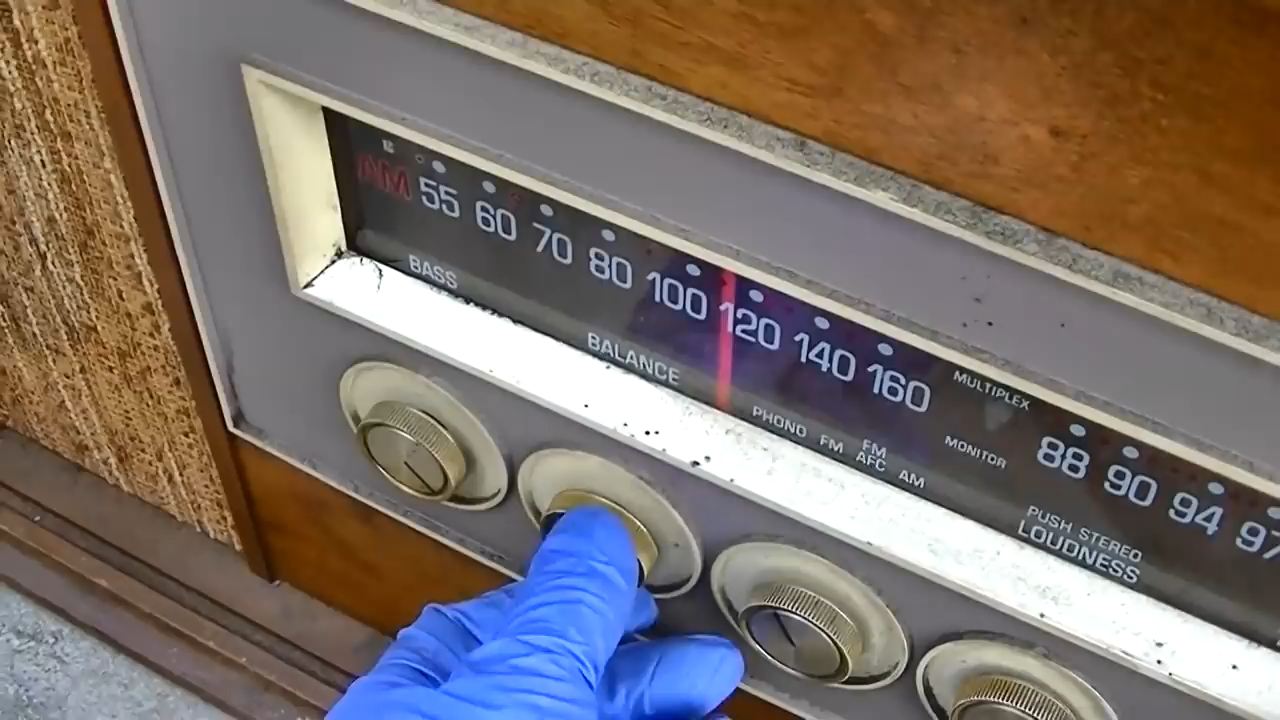 AM 55 60 70 80 100 120 140 160
BASS
BALANCE
MULTIPLEX
PHONO FM FM AFC AM
MONITOR
88 90 94 97
PUSH STEREO
LOUDNESS